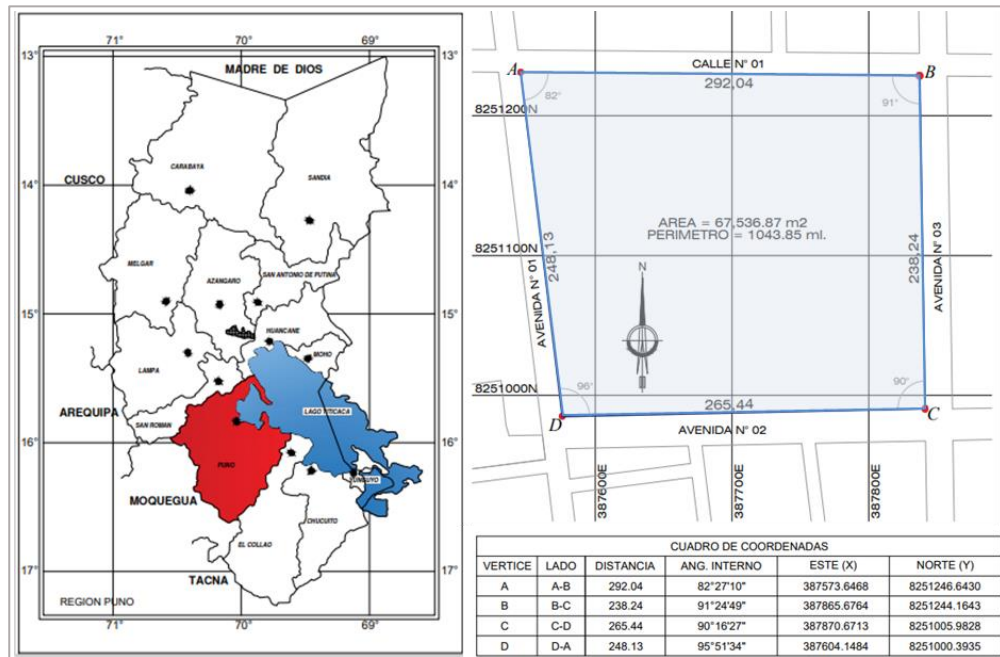 71°
70°
69°
13°
13°
MADRE DE DIOS
CARABAYA
SANDIA
CUSCO
14°
14°
MELGAR
AZANGARO
SAN ANTONIO DE PUTINA
15°
15°
HUANCANE
MOHO
LAMPA
LAGO TITICACA
AREQUIPA
SAN ROMAN
16°
16°
PUNO
YUNGUYO
MOQUEGUA
CHUCUITO
EL COLLAO
17°
17°
TACNA
REGION PUNO
71°
70°
69°
A
CALLE N° 01
292,04
B
82°
91°
8251200N
AREA = 67,536.87 m2
PERIMETRO = 1043.85 ml.
8251100N
AVENIDA N° 01
248,13
238,24
AVENIDA N° 03
N
8251000N
96°
90°
265,44
D
C
AVENIDA N° 02
387600E
387700E
387800E
CUADRO DE COORDENADAS
VERTICE LADO DISTANCIA ANG. INTERNO ESTE (X) NORTE (Y)
A A-B 292.04 82°27'10" 387573.6468 8251246.6430
B B-C 238.24 91°24'49" 387865.6764 8251244.1643
C C-D 265.44 90°16'27" 387870.6713 8251005.9828
D D-A 248.13 95°51'34" 387604.1484 8251000.3935